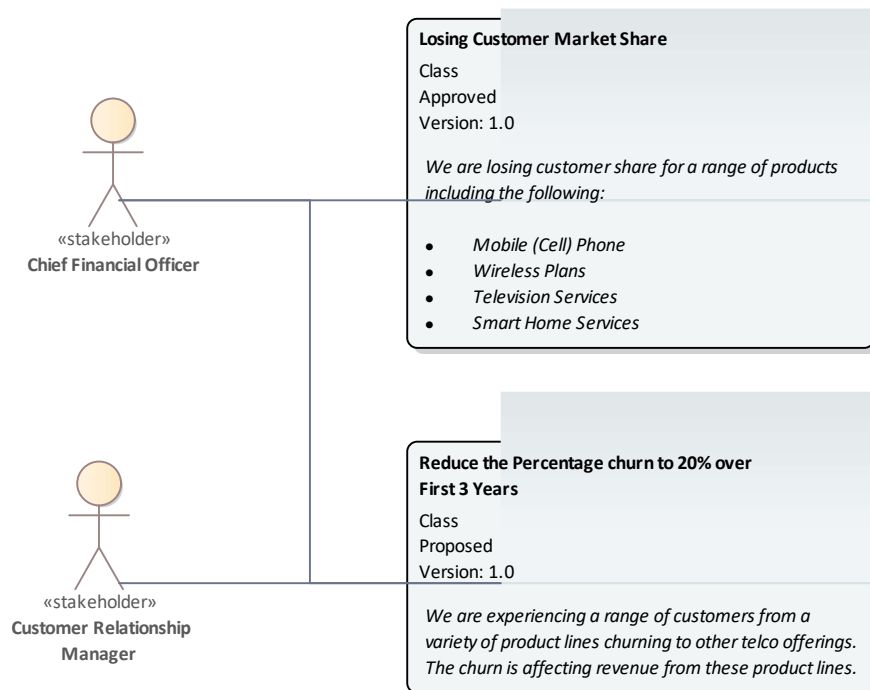 Losing Customer Market Share
Class
Approved
Version: 1.0
We are losing customer share for a range of products
including the following:
• Mobile (Cell) Phone
• Wireless Plans
• Television Services
• Smart Home Services
«stakeholder»
Chief Financial Officer
Reduce the Percentage churn to 20% over
First 3 Years
Class
Proposed
Version: 1.0
We are experiencing a range of customers from a
variety of product lines churning to other telco offerings.
The churn is affecting revenue from these product lines.
«stakeholder»
Customer Relationship
Manager